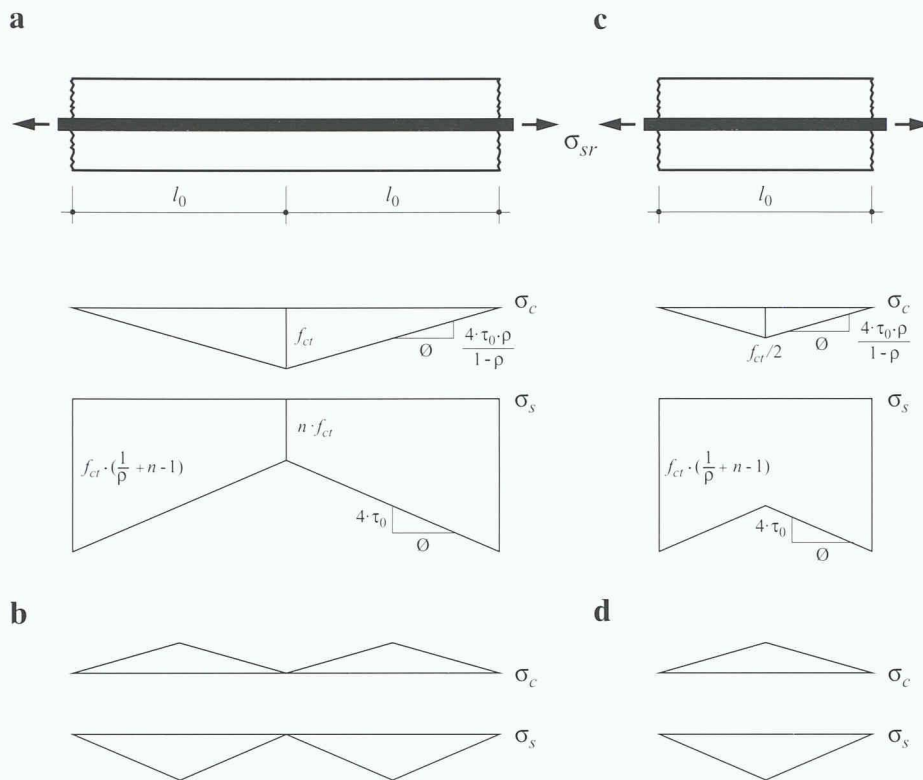 a
c
σsr
l0
l0
l0
σc
fct
Ø
4·τ0·ρ
1-ρ
σc
fct/2
Ø
4·τ0·ρ
1-ρ
σs
n·fct
fct·(1/ρ + n-1)
4·τ0
Ø
σs
fct·(1/ρ + n-1)
4·τ0
Ø
b
d
σc
σc
σs
σs